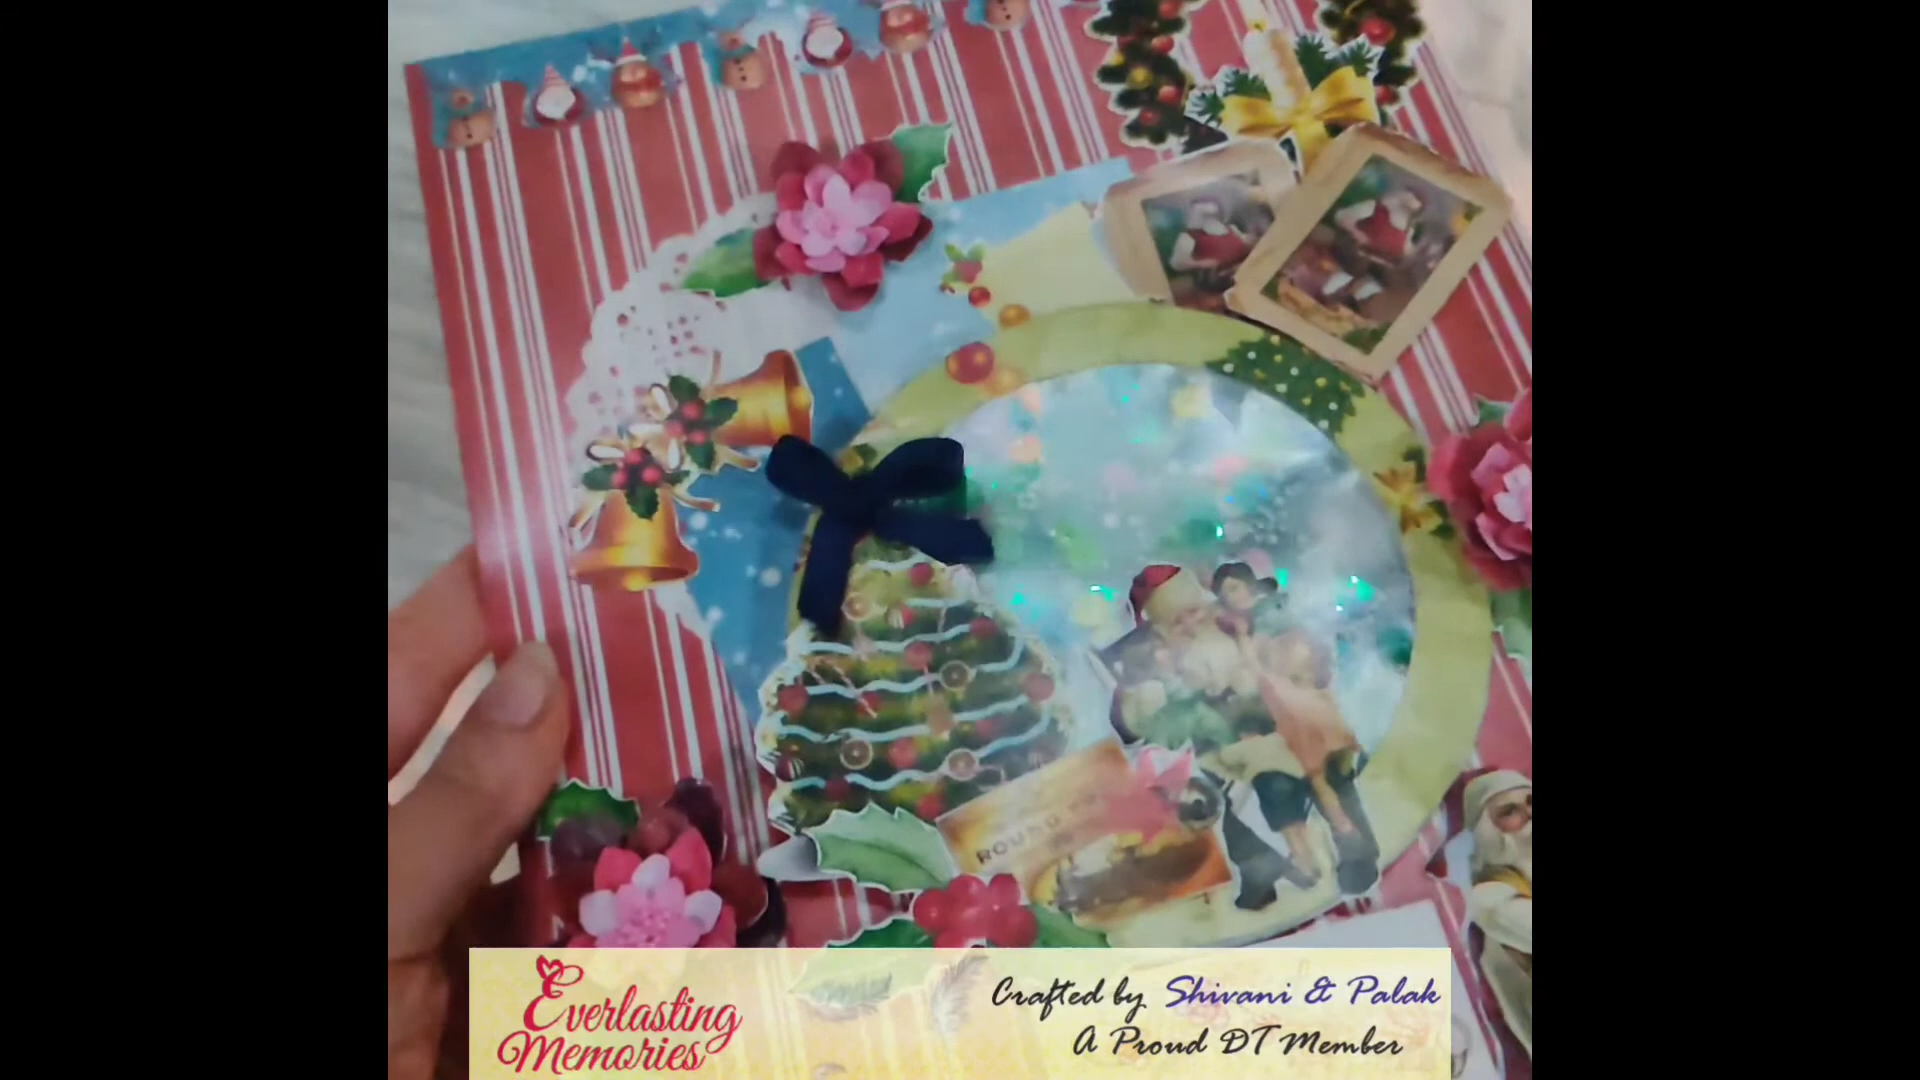 Everlasting
Memories
Crafted by Shivani & Palak
A Proud DT Member